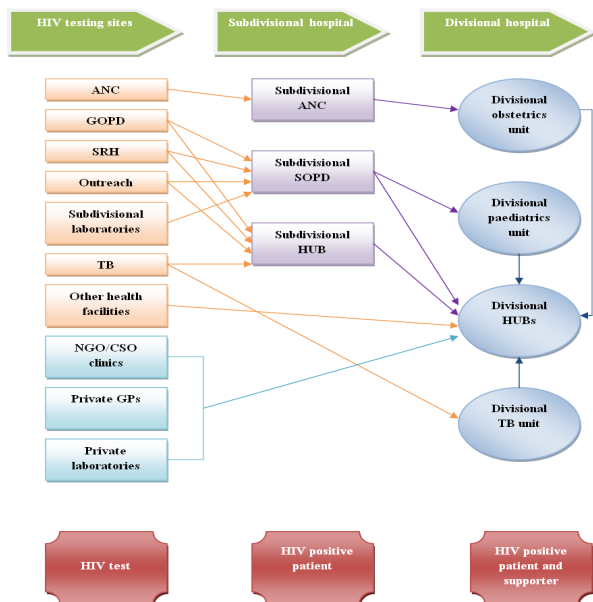 HIV testing sites
Subdivisional hospital
Divisional hospital
ANC
GOPD
SRH
Outreach
Subdivisional
laboratories
TB
Other health
facilities
NGO/CSO
clinics
Private GPs
Private
laboratories
Subdivisional
ANC
Subdivisional
SOPD
Subdivisional
HUB
Divisional
obstetrics
unit
Divisional
paediatrics
unit
Divisional
HUBs
Divisional
TB unit
HIV test
HIV positive
patient
HIV positive
patient and
supporter